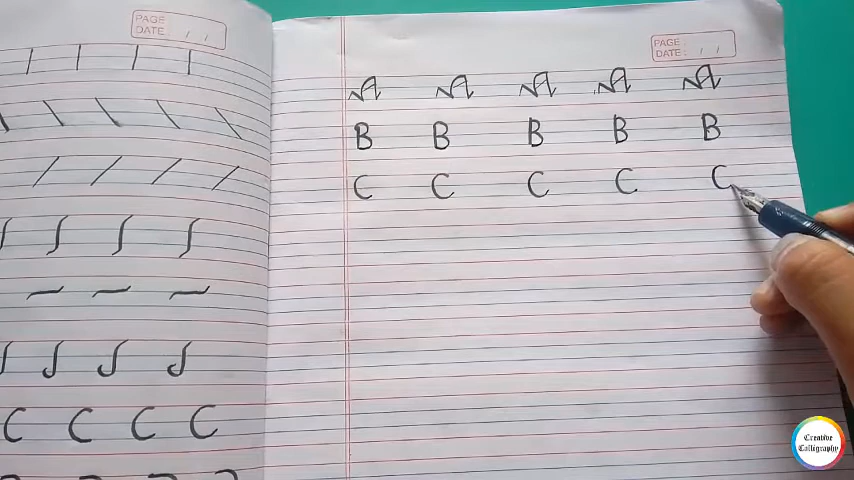 PAGE
DATE: / /
PAGE:
DATE: / /
A A A A A
B B B B B
C C C C C
C C C C
Creative
Calligraphy